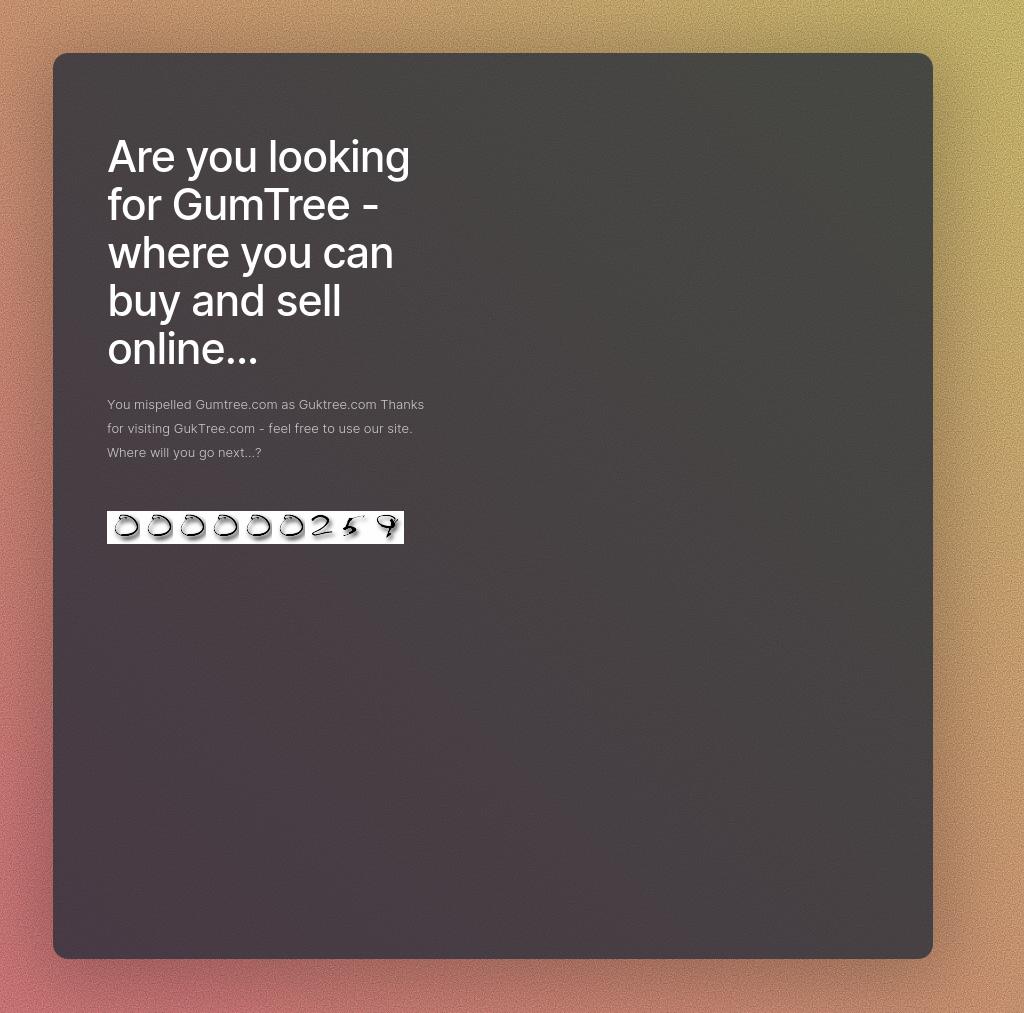 Are you looking
for GumTree -
where you can
buy and sell
online...
You mispelled Gumtree.com as Guktree.com Thanks
for visiting GukTree.com - feel free to use our site.
Where will you go next...?
000000259